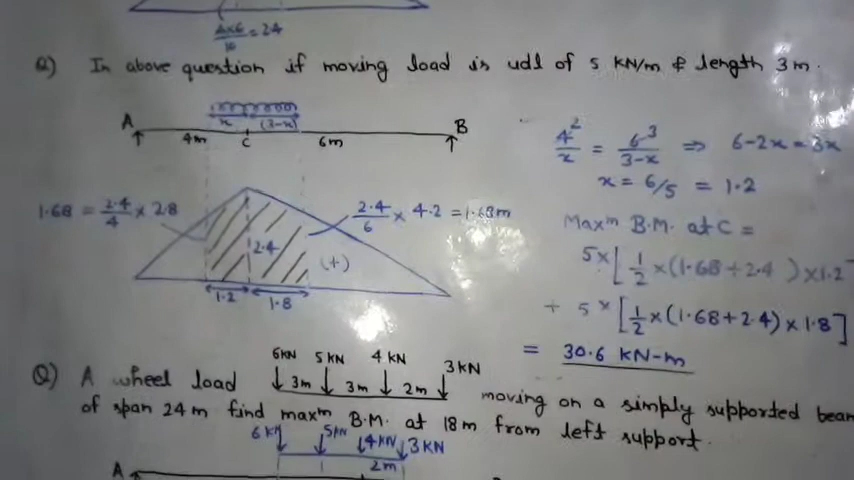 4×6/10 = 24
Q) In above question if moving load is udl of 5 KN/m & length 3m.
A x (3-x) B
4m C 6m
4²/x = 6³/3-x ⇒ 6-2x = 3x
x = 6/5 = 1.2
1.68 = 2.4/4 × 2.8
2.4/6 × 4.2 = 1.68m
2.4 (+)
1.2 1.8
Maxᵐ B.M. at C =
5×[1/2 ×(1.68+2.4)×1.2
+ 5×[1/2×(1.68+2.4)×1.8]
= 30.6 KN-m
6KN 5KN 4KN 3KN
Q) A wheel load 3m 3m 2m moving on a simply supported beam
of span 24m find maxᵐ B.M. at 18m from left support.
6KN 5KN 4KN 3KN
2m
A